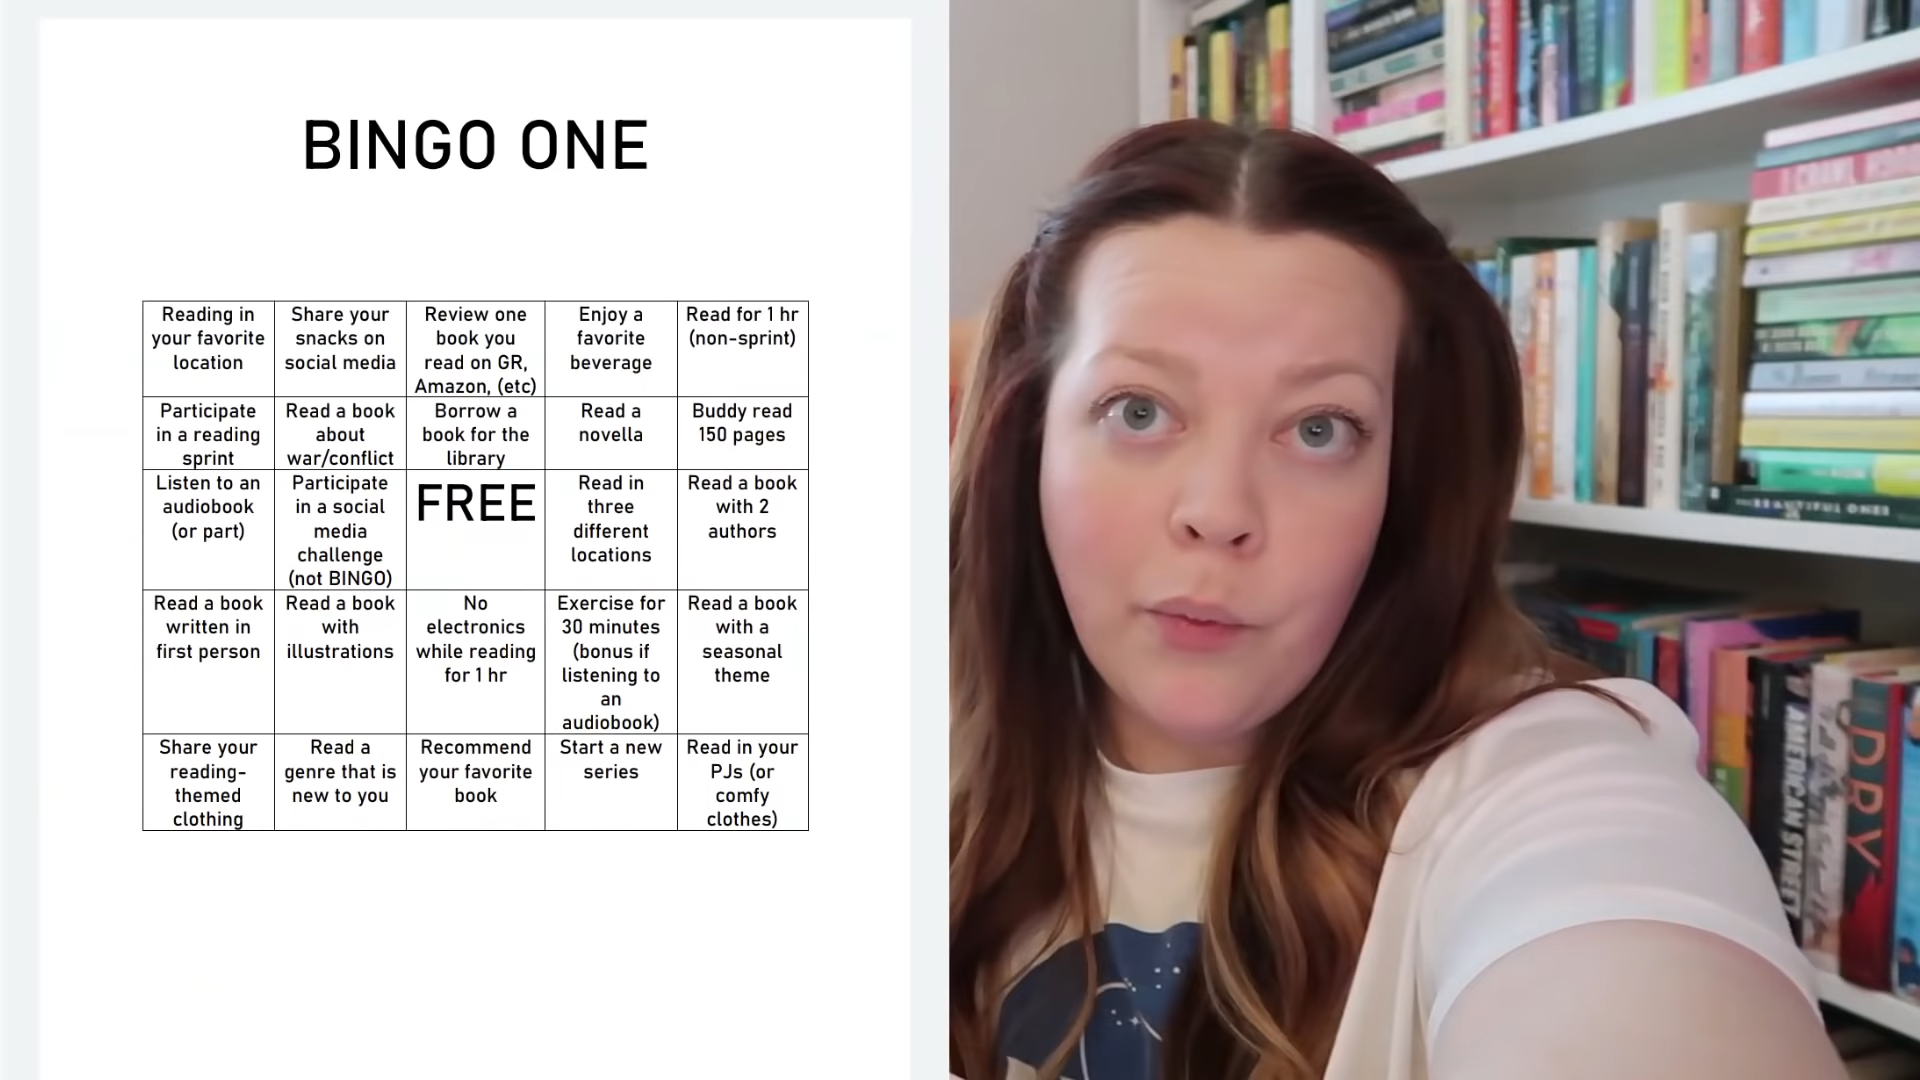 BINGO ONE
Reading in
your favorite
location
Share your
snacks on
social media
Review one
book you
read on GR,
Amazon, (etc)
Enjoy a
favorite
beverage
Read for 1 hr
(non-sprint)
Participate
in a reading
sprint
Read a book
about
war/conflict
Borrow a
book for the
library
Read a
novella
Buddy read
150 pages
Listen to an
audiobook
(or part)
Participate
in a social
media
challenge
(not BINGO)
FREE
Read in
three
different
locations
Read a book
with 2
authors
Read a book
written in
first person
Read a book
with
illustrations
No
electronics
while reading
for 1 hr
Exercise for
30 minutes
(bonus if
listening to
an
audiobook)
Read a book
with a
seasonal
theme
Share your
reading-
themed
clothing
Read a
genre that is
new to you
Recommend
your favorite
book
Start a new
series
Read in your
PJs (or
comfy
clothes)
I CRAWL
BEAUTIFUL ONES
AMERICAN STREET
DRY